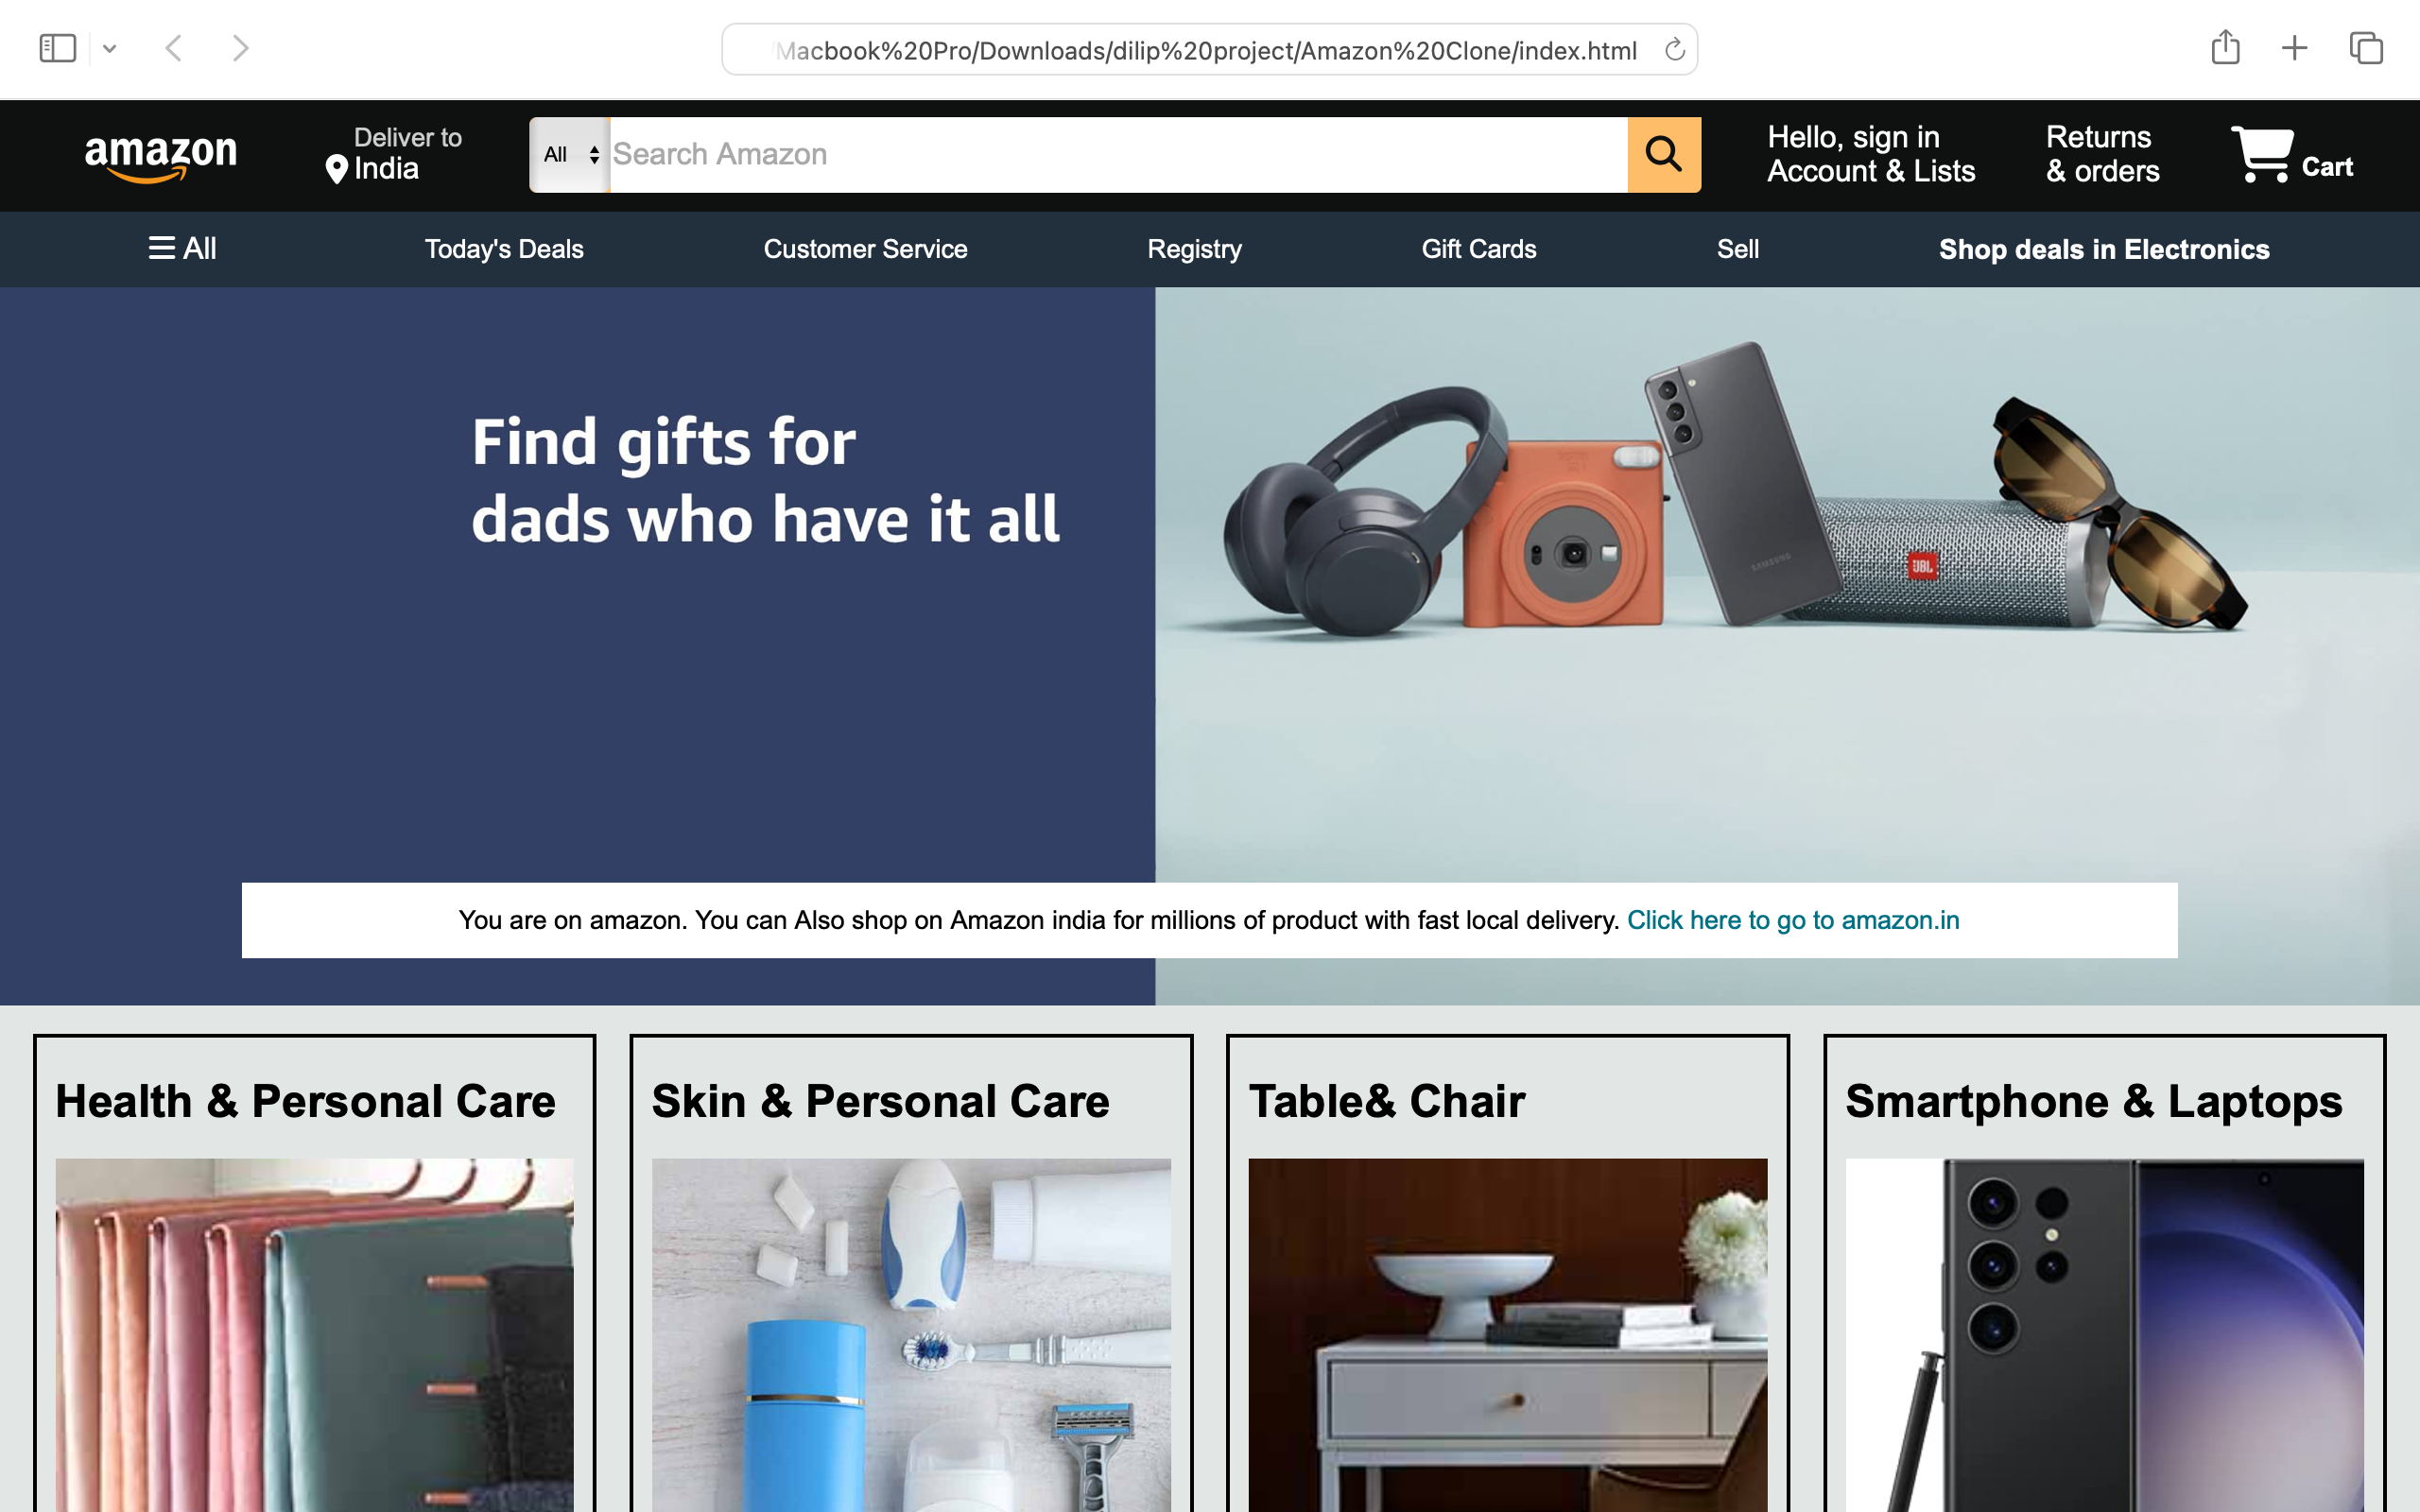 /Macbook%20Pro/Downloads/dilip%20project/Amazon%20Clone/index.html
amazon
Deliver to
India
All
Search Amazon
Hello, sign in
Account & Lists
Returns
& orders
Cart
All
Today's Deals
Customer Service
Registry
Gift Cards
Sell
Shop deals in Electronics
Find gifts for
dads who have it all
SAMSUNG
JBL
You are on amazon. You can Also shop on Amazon india for millions of product with fast local delivery. Click here to go to amazon.in
Health & Personal Care
Skin & Personal Care
Table& Chair
Smartphone & Laptops